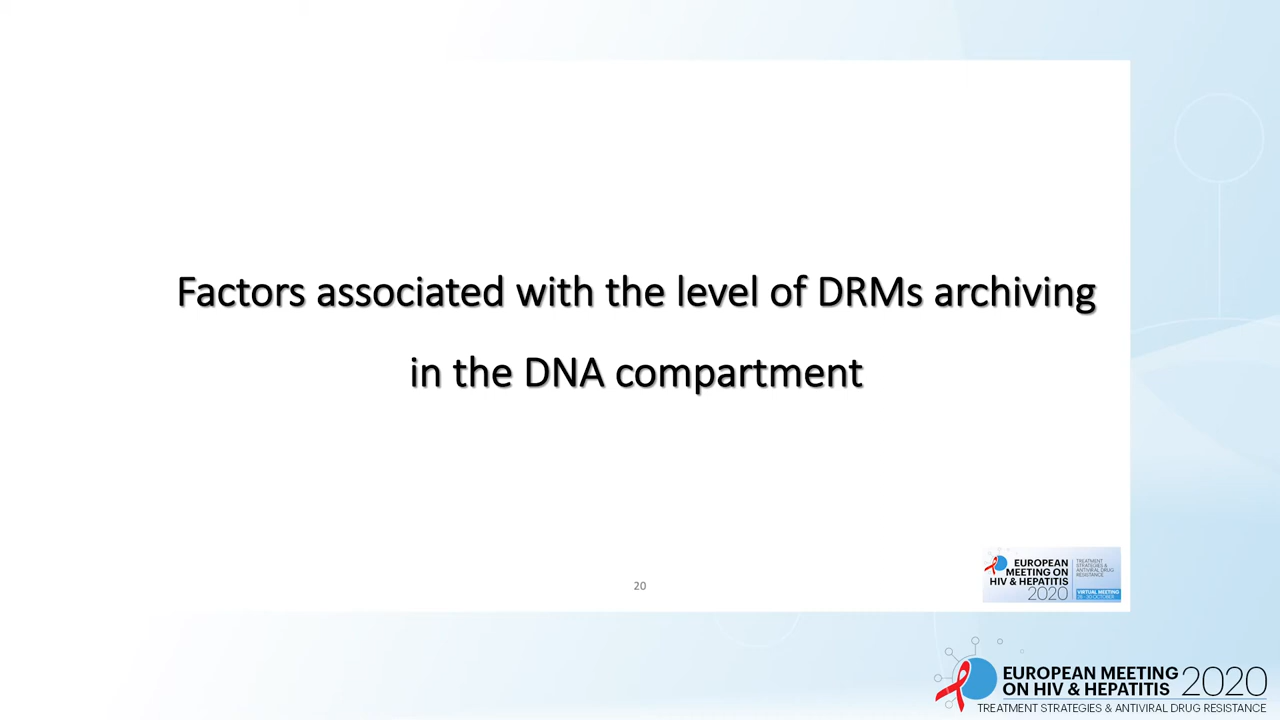 Factors associated with the level of DRMs archiving
in the DNA compartment
20
EUROPEAN
MEETING ON
HIV & HEPATITIS
2020
TREATMENT
STRATEGIES &
ANTIVIRAL DRUG
RESISTANCE
VIRTUAL MEETING
EUROPEAN MEETING
ON HIV & HEPATITIS
2020
TREATMENT STRATEGIES & ANTIVIRAL DRUG RESISTANCE